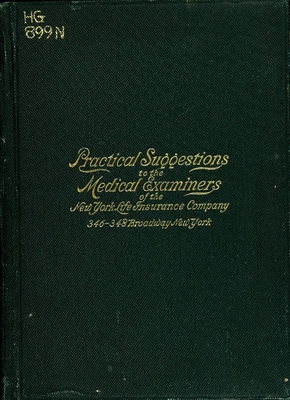 HG
899N
Practical Suggestions
to the
Medical Examiners
of the
New York Life Insurance Company
346-348 Broadway New York